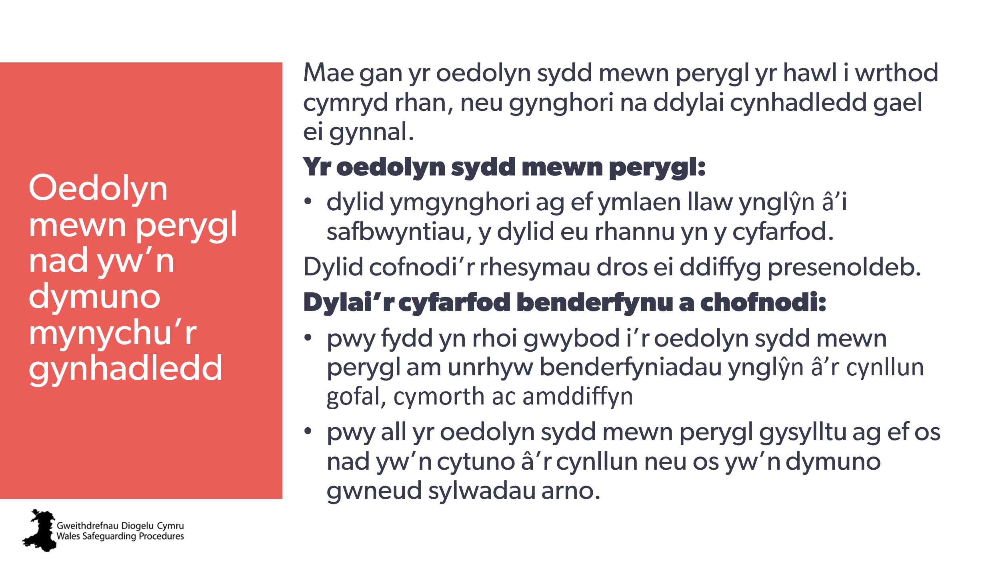 Oedolyn
mewn perygl
nad yw'n
dymuno
mynychu'r
gynhadledd
Mae gan yr oedolyn sydd mewn perygl yr hawl i wrthod
cymryd rhan, neu gynghori na ddylai cynhadledd gael
ei gynnal.
Yr oedolyn sydd mewn perygl:
• dylid ymgynghori ag ef ymlaen llaw ynglŷn â'i
safbwyntiau, y dylid eu rhannu yn y cyfarfod.
Dylid cofnodi'r rhesymau dros ei ddiffyg presenoldeb.
Dylai'r cyfarfod benderfynu a chofnodi:
• pwy fydd yn rhoi gwybod i'r oedolyn sydd mewn
perygl am unrhyw benderfyniadau ynglŷn â'r cynllun
gofal, cymorth ac amddiffyn
• pwy all yr oedolyn sydd mewn perygl gysylltu ag ef os
nad yw'n cytuno â'r cynllun neu os yw'n dymuno
gwneud sylwadau arno.
Gweithdrefnau Diogelu Cymru
Wales Safeguarding Procedures